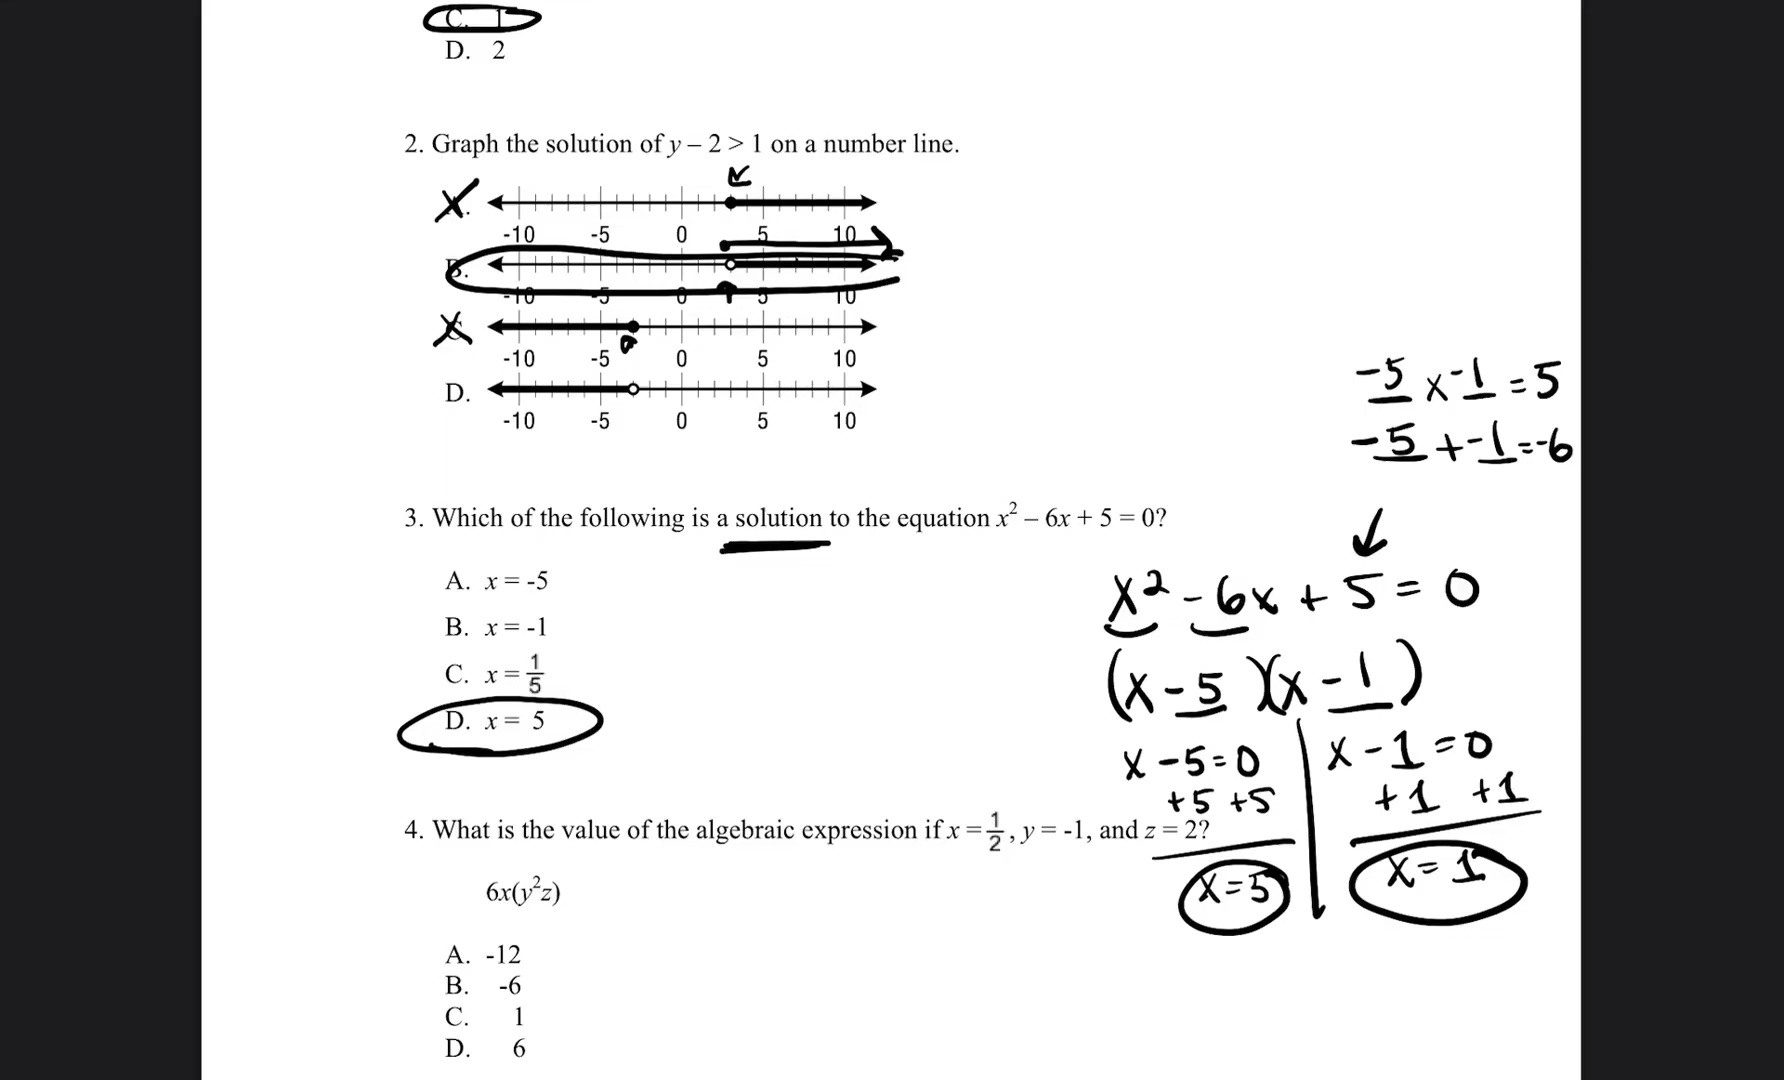 C. 1
D. 2
2. Graph the solution of y – 2 > 1 on a number line.
-10 -5 0 5 10
B.
-10 -5 0 5 10
-10 -5 0 5 10
D.
-10 -5 0 5 10
-5 x -1 = 5
-5 + -1 = -6
3. Which of the following is a solution to the equation x² – 6x + 5 = 0?
A. x = -5
B. x = -1
C. x = 1/5
D. x = 5
x² - 6x + 5 = 0
(x - 5)(x - 1)
x - 5 = 0
+5 +5
x = 5
x - 1 = 0
+1 +1
x = 1
4. What is the value of the algebraic expression if x = 1/2, y = -1, and z = 2?
6x(y²z)
A. -12
B. -6
C. 1
D. 6